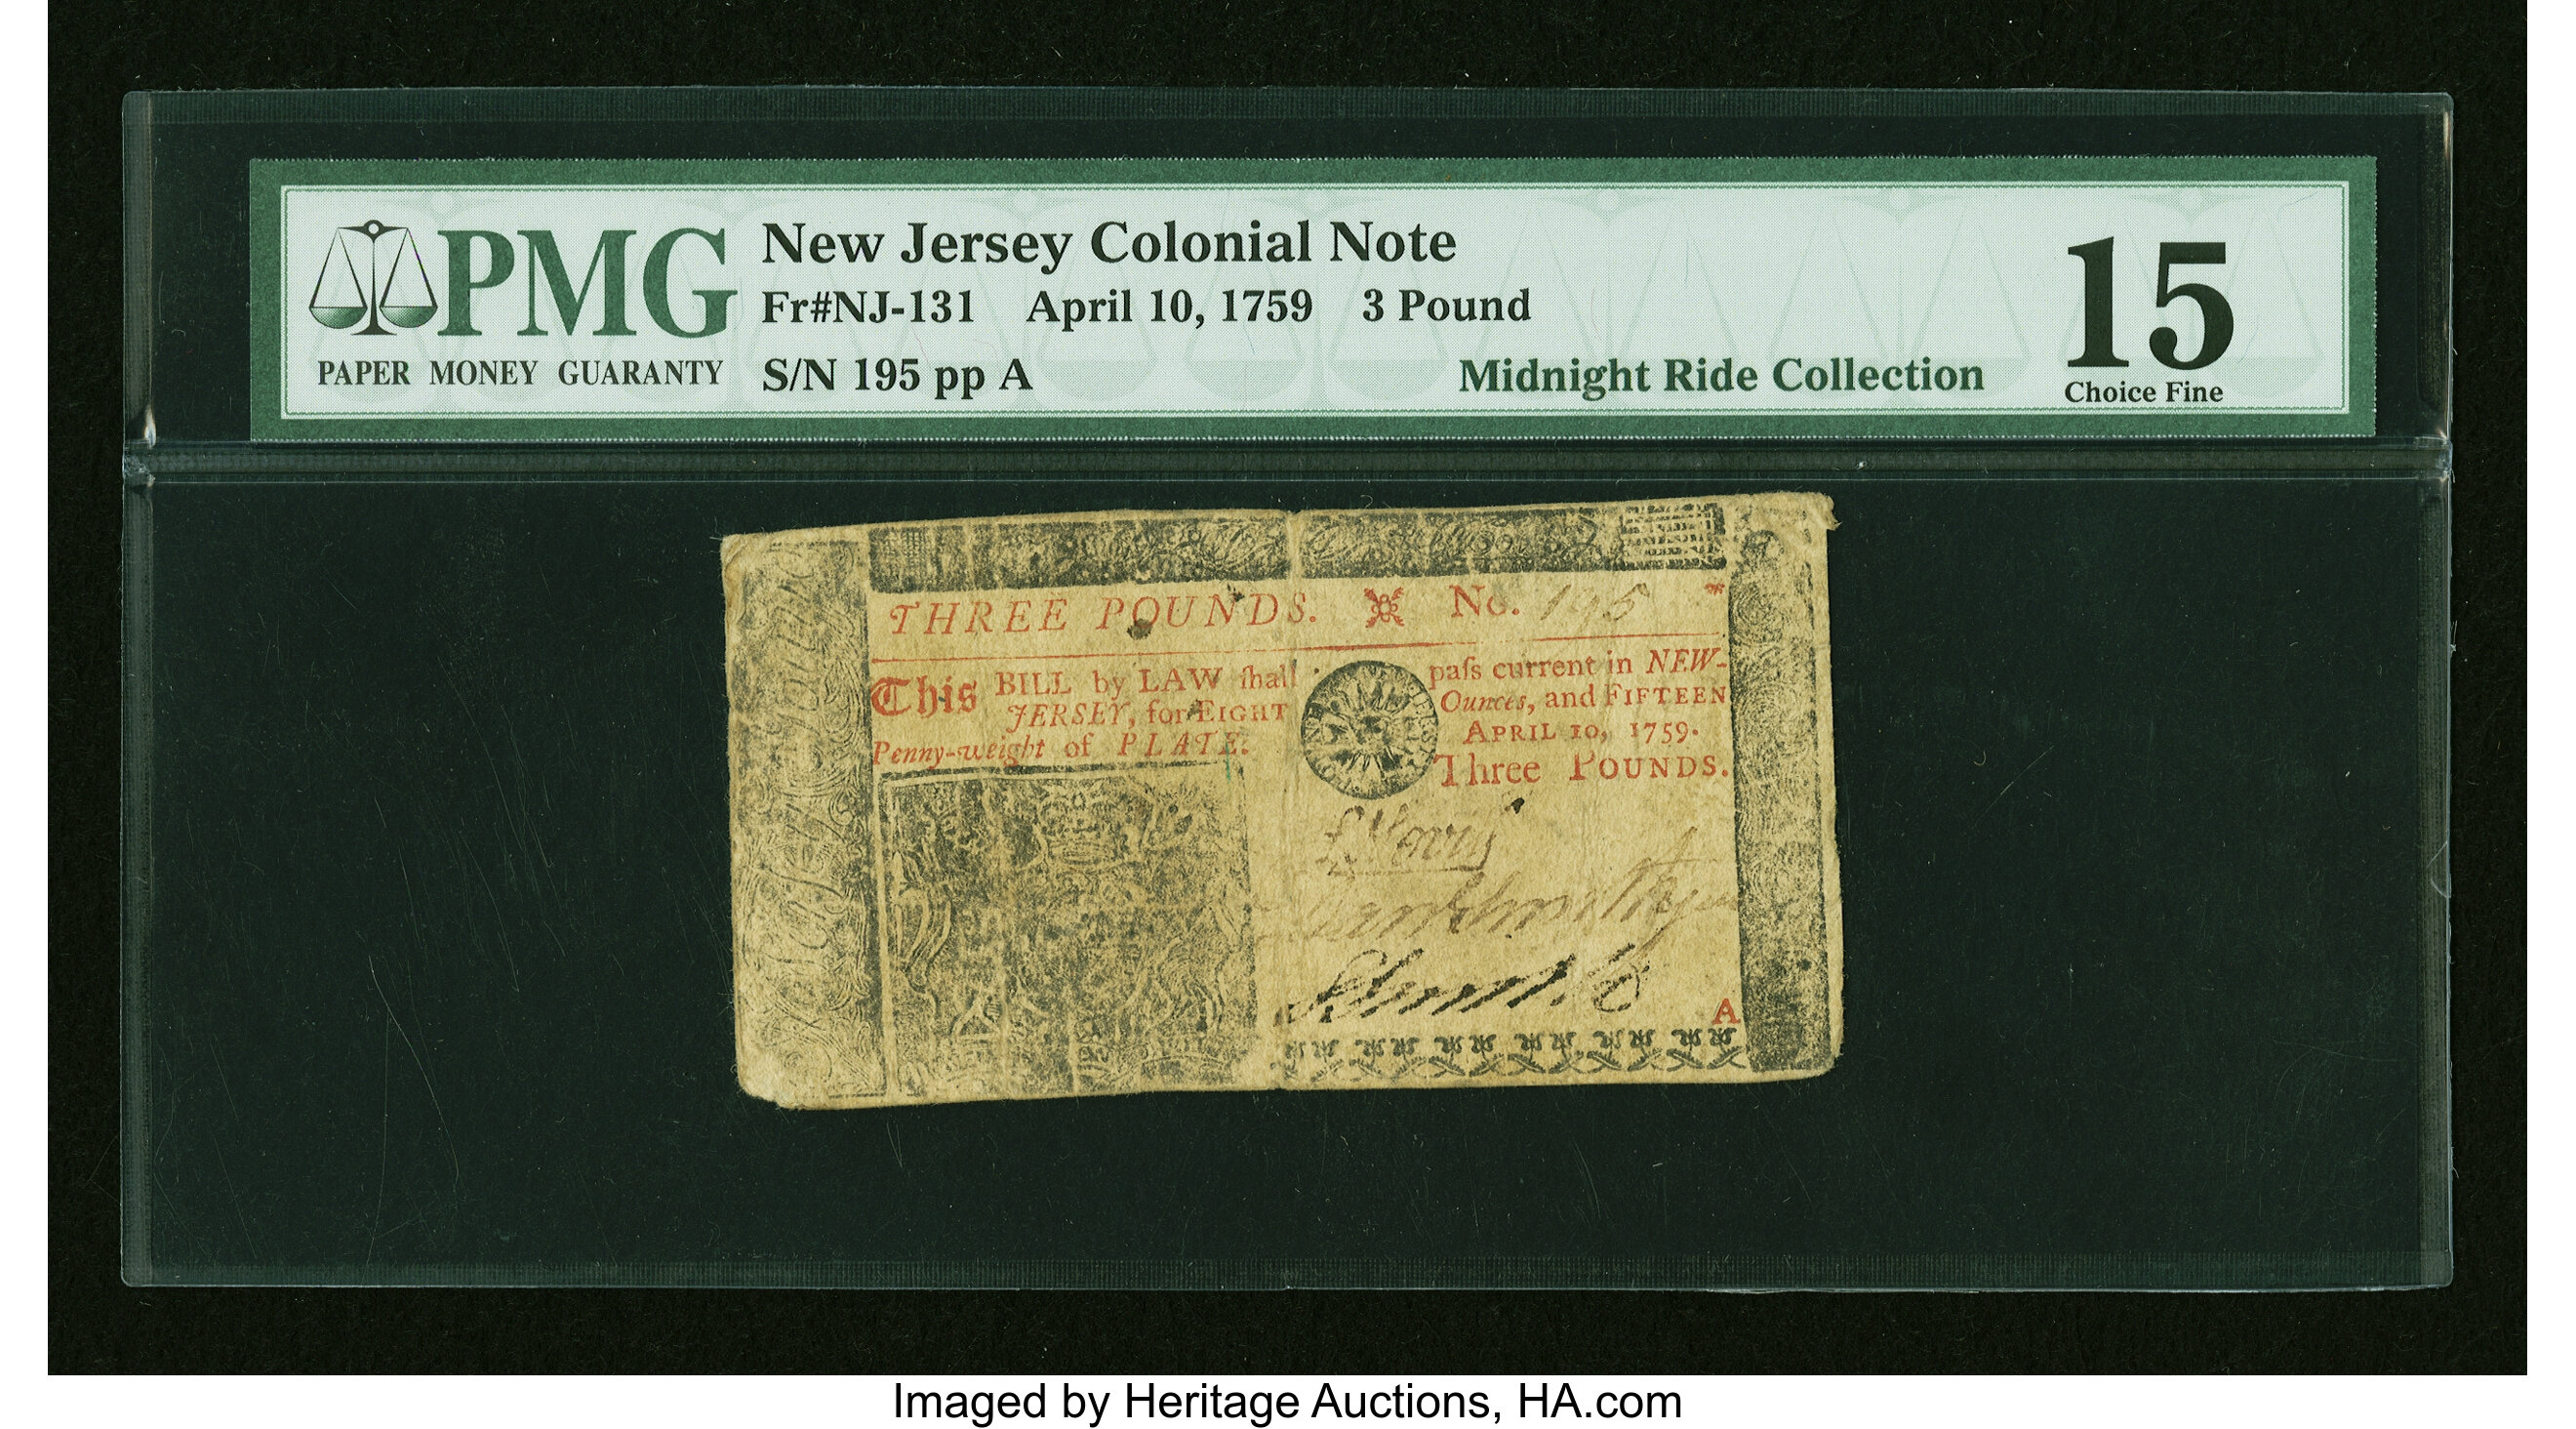 PMG
PAPER MONEY GUARANTY
New Jersey Colonial Note
Fr#NJ-131 April 10, 1759 3 Pound
S/N 195 pp A
Midnight Ride Collection
15
Choice Fine
THREE POUNDS. No. 195
This BILL by LAW ſhall paſs current in NEW-
JERSEY, for EIGHT Ounces, and FIFTEEN
Penny-weight of PLATE. APRIL 10, 1759.
Three POUNDS.
A
Imaged by Heritage Auctions, HA.com